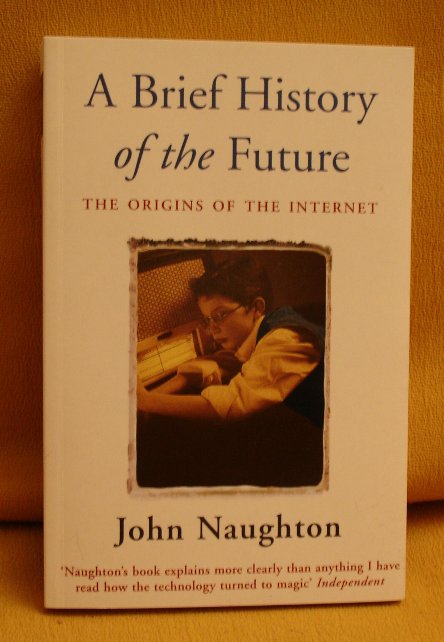 A Brief History
of the Future
THE ORIGINS OF THE INTERNET
John Naughton
'Naughton's book explains more clearly than anything I have
read how the technology turned to magic' Independent